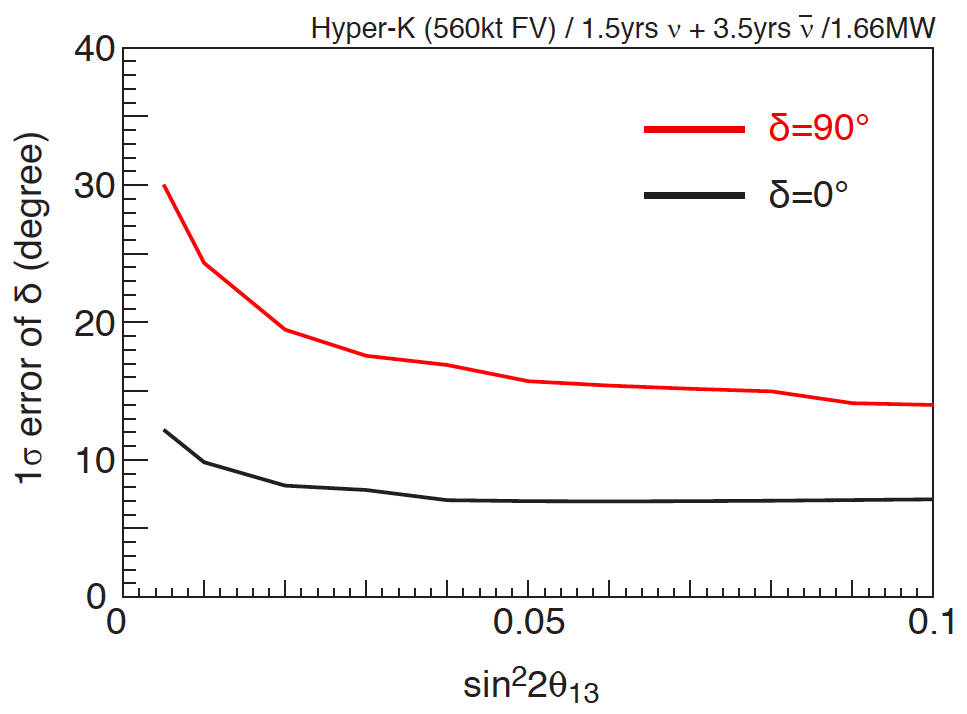 Hyper-K (560kt FV) / 1.5yrs ν + 3.5yrs ν̅ /1.66MW
40
30
20
10
0
1σ error of δ (degree)
δ=90°
δ=0°
0 0.05 0.1
sin²2θ₁₃